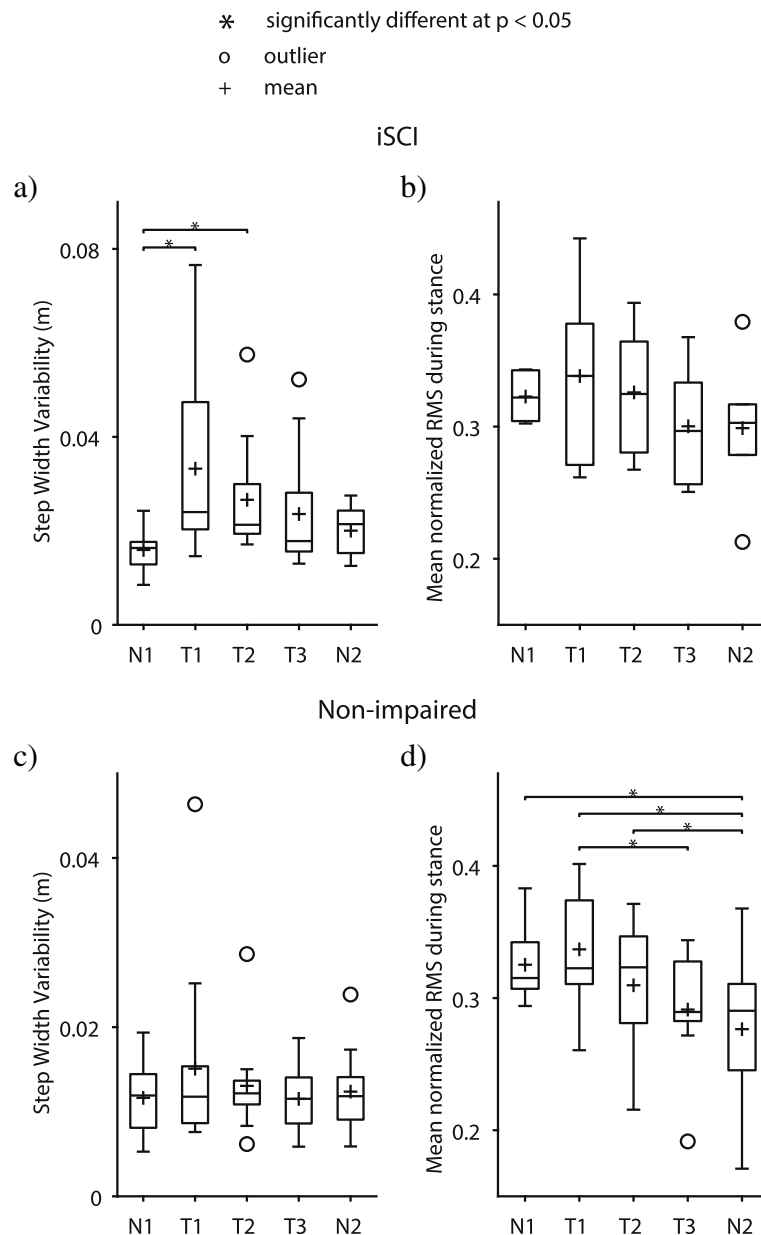 * significantly different at p < 0.05
o outlier
+ mean
iSCI
a)
b)
Step Width Variability (m)
0.08
0.04
0
* *
N1 T1 T2 T3 N2
Mean normalized RMS during stance
0.4
0.3
0.2
N1 T1 T2 T3 N2
Non-impaired
c)
d)
Step Width Variability (m)
0.04
0.02
0
N1 T1 T2 T3 N2
Mean normalized RMS during stance
0.4
0.3
0.2
* * * *
N1 T1 T2 T3 N2